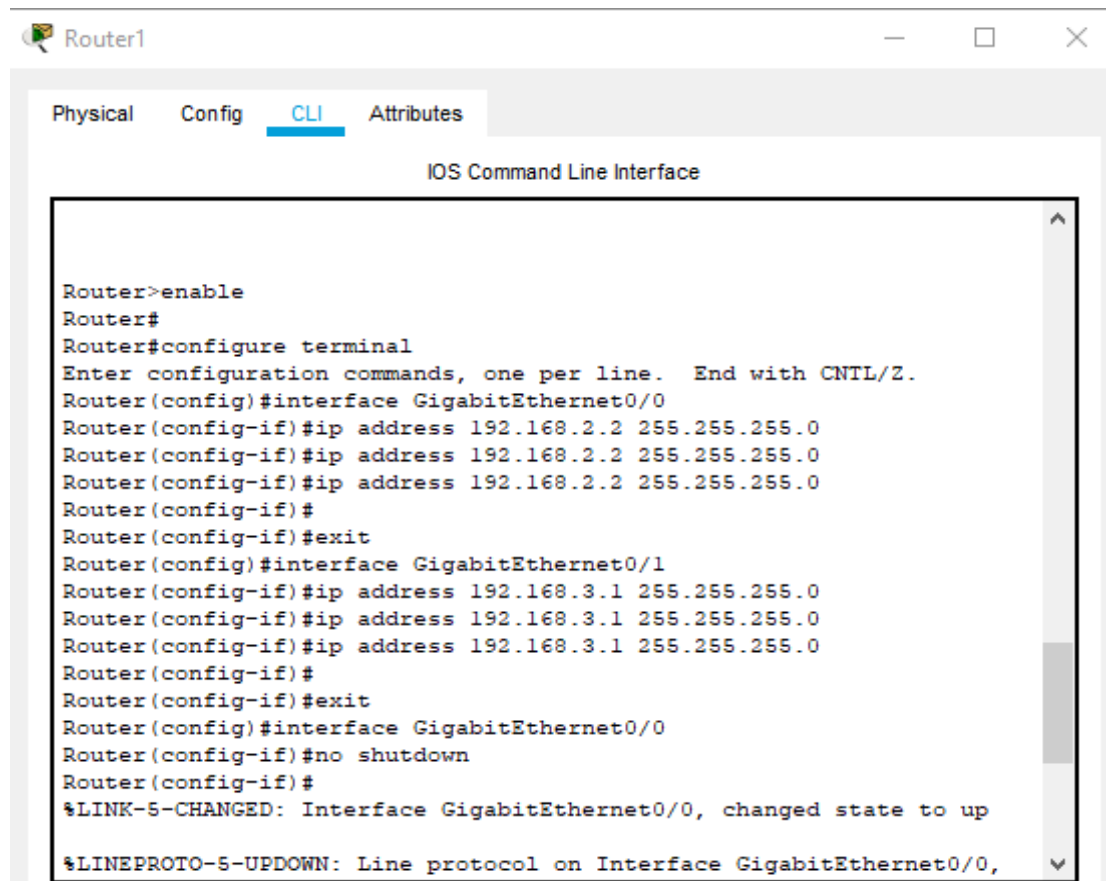 Router1
Physical Config CLI Attributes
IOS Command Line Interface
Router>enable
Router#
Router#configure terminal
Enter configuration commands, one per line.  End with CNTL/Z.
Router(config)#interface GigabitEthernet0/0
Router(config-if)#ip address 192.168.2.2 255.255.255.0
Router(config-if)#ip address 192.168.2.2 255.255.255.0
Router(config-if)#ip address 192.168.2.2 255.255.255.0
Router(config-if)#
Router(config-if)#exit
Router(config)#interface GigabitEthernet0/1
Router(config-if)#ip address 192.168.3.1 255.255.255.0
Router(config-if)#ip address 192.168.3.1 255.255.255.0
Router(config-if)#ip address 192.168.3.1 255.255.255.0
Router(config-if)#
Router(config-if)#exit
Router(config)#interface GigabitEthernet0/0
Router(config-if)#no shutdown
Router(config-if)#
%LINK-5-CHANGED: Interface GigabitEthernet0/0, changed state to up
%LINEPROTO-5-UPDOWN: Line protocol on Interface GigabitEthernet0/0,